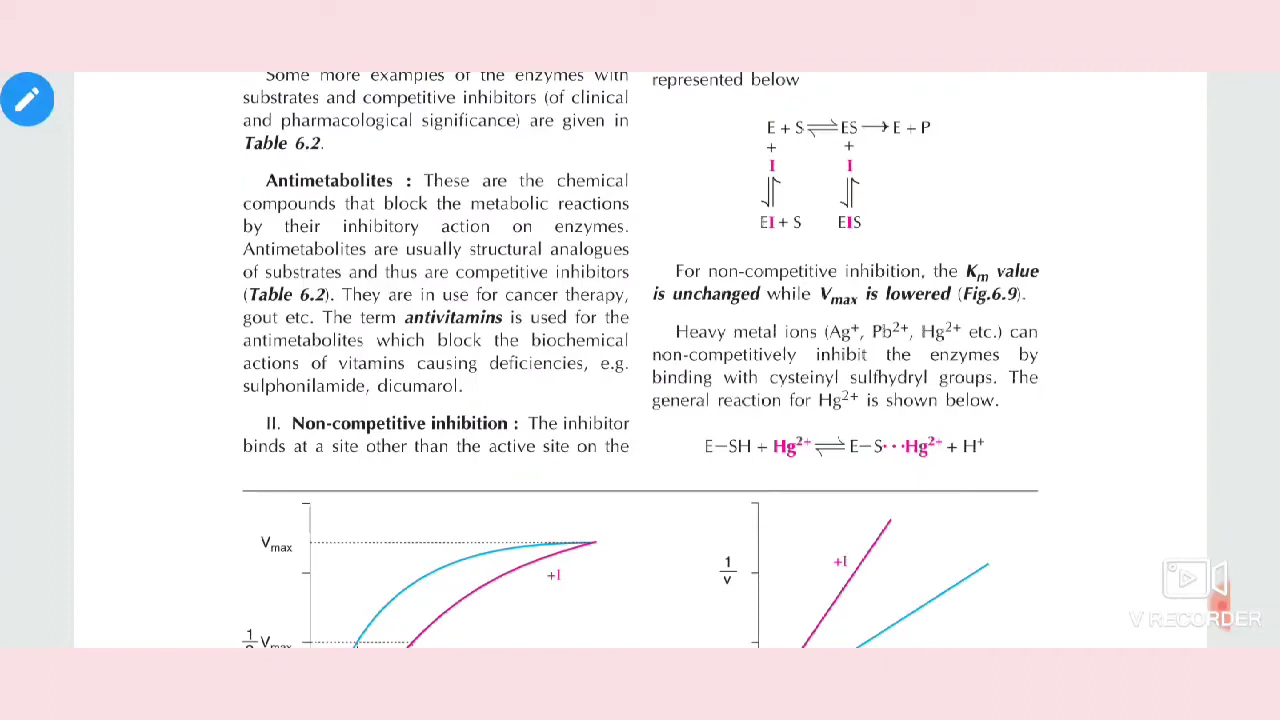 Some more examples of the enzymes with
substrates and competitive inhibitors (of clinical
and pharmacological significance) are given in
Table 6.2.
Antimetabolites : These are the chemical
compounds that block the metabolic reactions
by their inhibitory action on enzymes.
Antimetabolites are usually structural analogues
of substrates and thus are competitive inhibitors
(Table 6.2). They are in use for cancer therapy,
gout etc. The term antivitamins is used for the
antimetabolites which block the biochemical
actions of vitamins causing deficiencies, e.g.
sulphonilamide, dicumarol.
II. Non-competitive inhibition : The inhibitor
binds at a site other than the active site on the
represented below
E + S ⇌ ES → E + P
+ +
I I
⇌ ⇌
EI + S EIS
For non-competitive inhibition, the Km value
is unchanged while Vmax is lowered (Fig.6.9).
Heavy metal ions (Ag+, Pb2+, Hg2+ etc.) can
non-competitively inhibit the enzymes by
binding with cysteinyl sulfhydryl groups. The
general reaction for Hg2+ is shown below.
E−SH + Hg2+ ⇌ E−S···Hg2+ + H+
Vmax
+I
1
Vmax
+I
1
v
V RECORDER